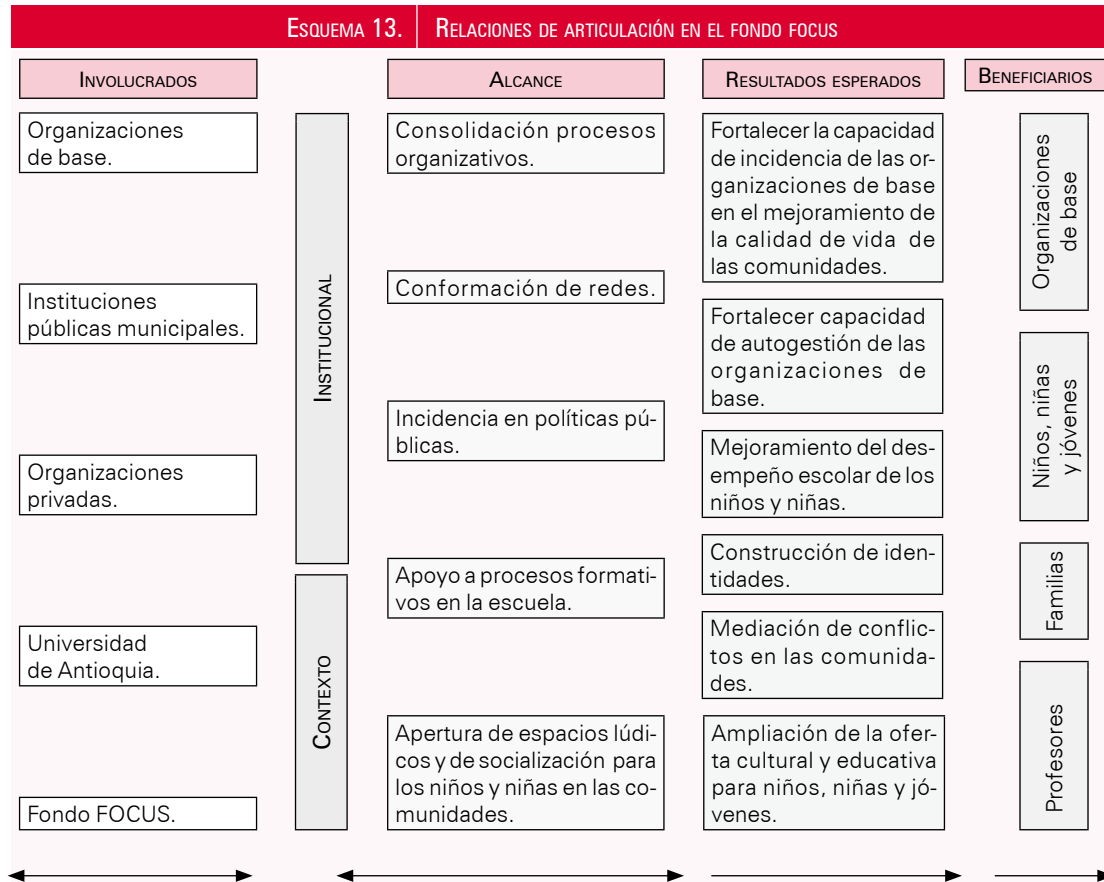 Esquema 13. Relaciones de articulación en el fondo focus
Involucrados
Organizaciones
de base.
Instituciones
públicas municipales.
Organizaciones
privadas.
Universidad
de Antioquia.
Fondo FOCUS.
Institucional
Contexto
Alcance
Consolidación procesos
organizativos.
Conformación de redes.
Incidencia en políticas pú-
blicas.
Apoyo a procesos formati-
vos en la escuela.
Apertura de espacios lúdi-
cos y de socialización para
los niños y niñas en las co-
munidades.
Resultados esperados
Fortalecer la capacidad
de incidencia de las or-
ganizaciones de base
en el mejoramiento de
la calidad de vida de
las comunidades.
Fortalecer capacidad
de autogestión de las
organizaciones de
base.
Mejoramiento del des-
empeño escolar de los
niños y niñas.
Construcción de iden-
tidades.
Mediación de conflic-
tos en las comunida-
des.
Ampliación de la ofer-
ta cultural y educativa
para niños, niñas y jó-
venes.
Beneficiarios
Organizaciones
de base
Niños, niñas
y jóvenes
Familias
Profesores